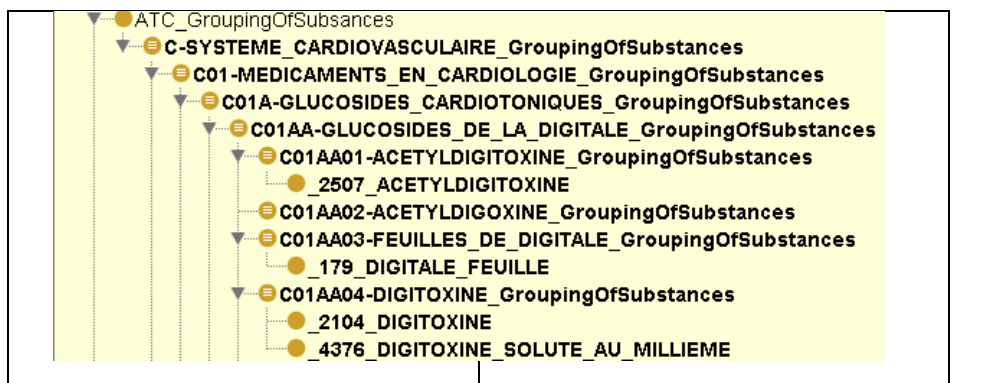 ATC_GroupingOfSubsances
C-SYSTEME_CARDIOVASCULAIRE_GroupingOfSubstances
C01-MEDICAMENTS_EN_CARDIOLOGIE_GroupingOfSubstances
C01A-GLUCOSIDES_CARDIOTONIQUES_GroupingOfSubstances
C01AA-GLUCOSIDES_DE_LA_DIGITALE_GroupingOfSubstances
C01AA01-ACETYLDIGITOXINE_GroupingOfSubstances
_2507_ACETYLDIGITOXINE
C01AA02-ACETYLDIGOXINE_GroupingOfSubstances
C01AA03-FEUILLES_DE_DIGITALE_GroupingOfSubstances
_179_DIGITALE_FEUILLE
C01AA04-DIGITOXINE_GroupingOfSubstances
_2104_DIGITOXINE
_4376_DIGITOXINE_SOLUTE_AU_MILLIEME